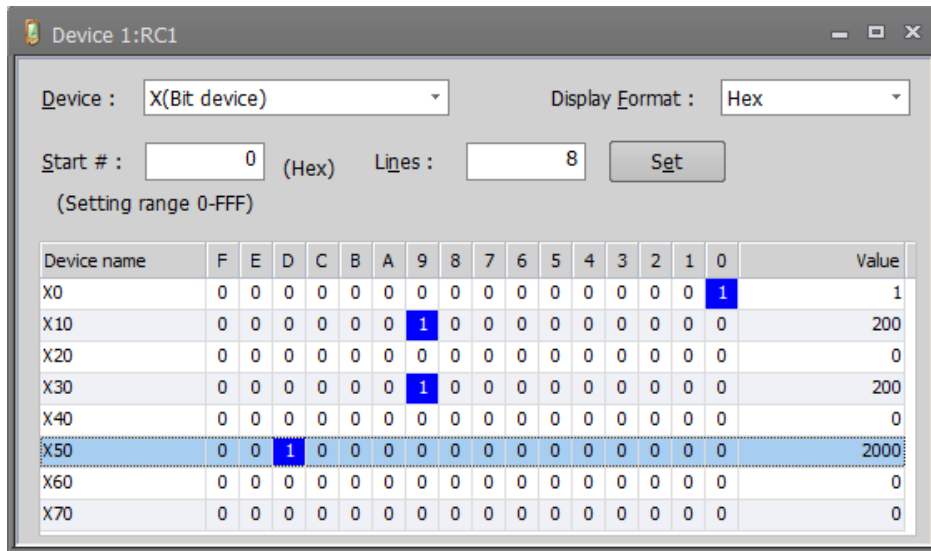 Device 1:RC1
Device : X(Bit device) Display Format : Hex
Start # : 0 (Hex) Lines : 8 Set
(Setting range 0-FFF)
Device name F E D C B A 9 8 7 6 5 4 3 2 1 0 Value
X0 0 0 0 0 0 0 0 0 0 0 0 0 0 0 0 1 1
X10 0 0 0 0 0 0 1 0 0 0 0 0 0 0 0 0 200
X20 0 0 0 0 0 0 0 0 0 0 0 0 0 0 0 0 0
X30 0 0 0 0 0 0 1 0 0 0 0 0 0 0 0 0 200
X40 0 0 0 0 0 0 0 0 0 0 0 0 0 0 0 0 0
X50 0 0 1 0 0 0 0 0 0 0 0 0 0 0 0 0 2000
X60 0 0 0 0 0 0 0 0 0 0 0 0 0 0 0 0 0
X70 0 0 0 0 0 0 0 0 0 0 0 0 0 0 0 0 0